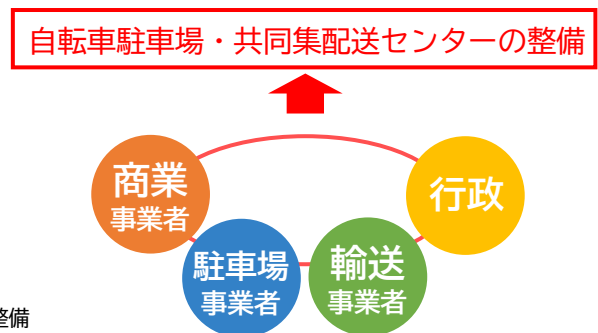 自転車駐車場・共同集配送センターの整備
商業
事業者
行政
駐車場
事業者
輸送
事業者
整備